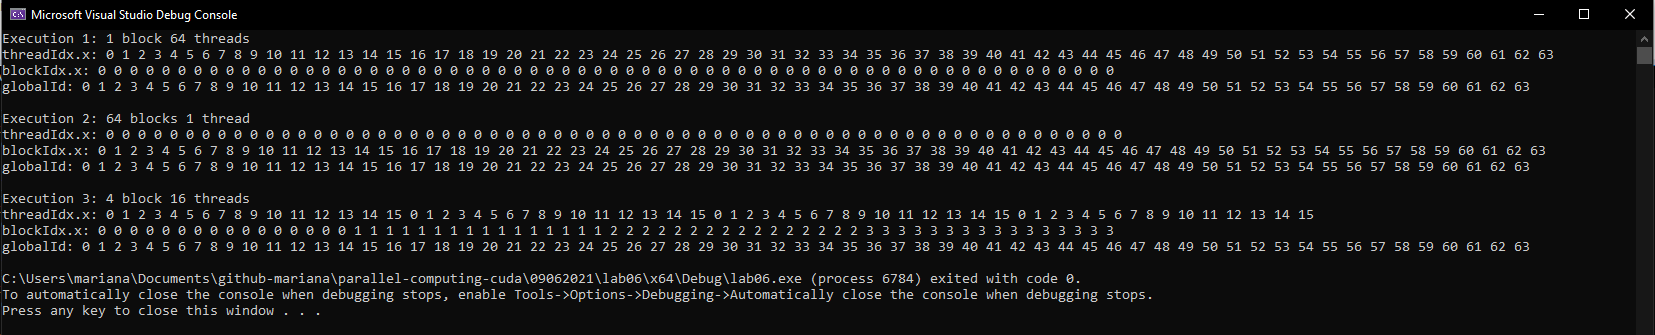 Microsoft Visual Studio Debug Console
Execution 1: 1 block 64 threads
threadIdx.x: 0 1 2 3 4 5 6 7 8 9 10 11 12 13 14 15 16 17 18 19 20 21 22 23 24 25 26 27 28 29 30 31 32 33 34 35 36 37 38 39 40 41 42 43 44 45 46 47 48 49 50 51 52 53 54 55 56 57 58 59 60 61 62 63
blockIdx.x: 0 0 0 0 0 0 0 0 0 0 0 0 0 0 0 0 0 0 0 0 0 0 0 0 0 0 0 0 0 0 0 0 0 0 0 0 0 0 0 0 0 0 0 0 0 0 0 0 0 0 0 0 0 0 0 0 0 0 0 0 0 0 0 0
globalId: 0 1 2 3 4 5 6 7 8 9 10 11 12 13 14 15 16 17 18 19 20 21 22 23 24 25 26 27 28 29 30 31 32 33 34 35 36 37 38 39 40 41 42 43 44 45 46 47 48 49 50 51 52 53 54 55 56 57 58 59 60 61 62 63
Execution 2: 64 blocks 1 thread
threadIdx.x: 0 0 0 0 0 0 0 0 0 0 0 0 0 0 0 0 0 0 0 0 0 0 0 0 0 0 0 0 0 0 0 0 0 0 0 0 0 0 0 0 0 0 0 0 0 0 0 0 0 0 0 0 0 0 0 0 0 0 0 0 0 0 0 0
blockIdx.x: 0 1 2 3 4 5 6 7 8 9 10 11 12 13 14 15 16 17 18 19 20 21 22 23 24 25 26 27 28 29 30 31 32 33 34 35 36 37 38 39 40 41 42 43 44 45 46 47 48 49 50 51 52 53 54 55 56 57 58 59 60 61 62 63
globalId: 0 1 2 3 4 5 6 7 8 9 10 11 12 13 14 15 16 17 18 19 20 21 22 23 24 25 26 27 28 29 30 31 32 33 34 35 36 37 38 39 40 41 42 43 44 45 46 47 48 49 50 51 52 53 54 55 56 57 58 59 60 61 62 63
Execution 3: 4 block 16 threads
threadIdx.x: 0 1 2 3 4 5 6 7 8 9 10 11 12 13 14 15 0 1 2 3 4 5 6 7 8 9 10 11 12 13 14 15 0 1 2 3 4 5 6 7 8 9 10 11 12 13 14 15 0 1 2 3 4 5 6 7 8 9 10 11 12 13 14 15
blockIdx.x: 0 0 0 0 0 0 0 0 0 0 0 0 0 0 0 0 1 1 1 1 1 1 1 1 1 1 1 1 1 1 1 1 2 2 2 2 2 2 2 2 2 2 2 2 2 2 2 2 3 3 3 3 3 3 3 3 3 3 3 3 3 3 3 3
globalId: 0 1 2 3 4 5 6 7 8 9 10 11 12 13 14 15 16 17 18 19 20 21 22 23 24 25 26 27 28 29 30 31 32 33 34 35 36 37 38 39 40 41 42 43 44 45 46 47 48 49 50 51 52 53 54 55 56 57 58 59 60 61 62 63
C:\Users\mariana\Documents\github-mariana\parallel-computing-cuda\09062021\lab06\x64\Debug\lab06.exe (process 6784) exited with code 0.
To automatically close the console when debugging stops, enable Tools->Options->Debugging->Automatically close the console when debugging stops.
Press any key to close this window . . .